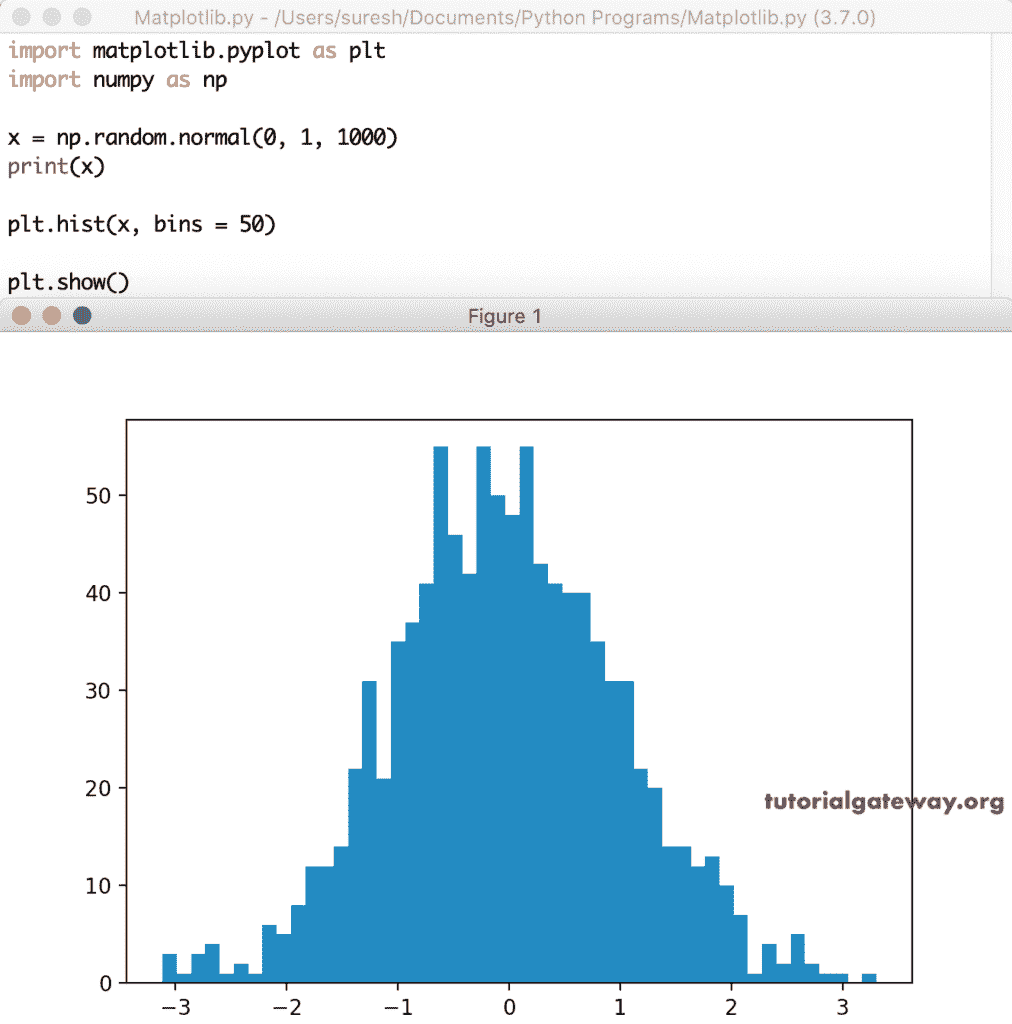 Matplotlib.py - /Users/suresh/Documents/Python Programs/Matplotlib.py (3.7.0)
import matplotlib.pyplot as plt
import numpy as np
x = np.random.normal(0, 1, 1000)
print(x)
plt.hist(x, bins = 50)
plt.show()
Figure 1
50
40
30
20
tutorialgateway.org
10
0
−3 −2 −1 0 1 2 3